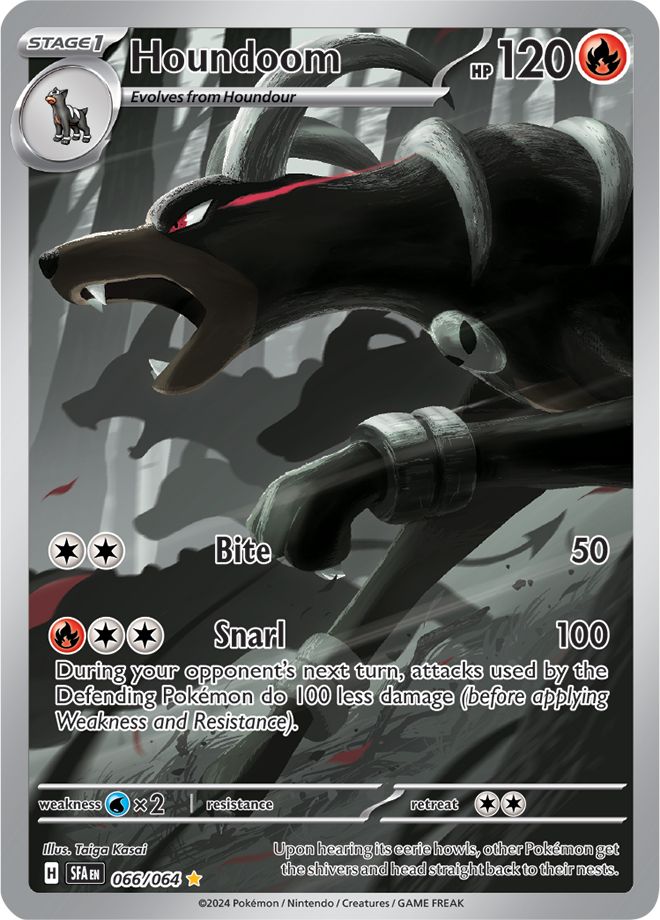 STAGE1 Houndoom HP 120
Evolves from Houndour
Bite 50
Snarl 100
During your opponent's next turn, attacks used by the
Defending Pokémon do 100 less damage (before applying
Weakness and Resistance).
weakness ×2 resistance retreat
Illus. Taiga Kasai
H SFA EN 066/064
Upon hearing its eerie howls, other Pokémon get
the shivers and head straight back to their nests.
©2024 Pokémon / Nintendo / Creatures / GAME FREAK